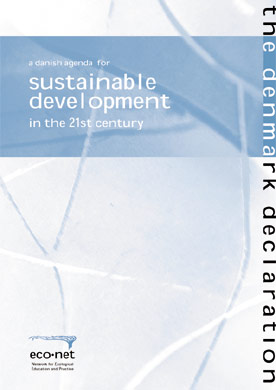 a danish agenda for
sustainable
development
in the 21st century
the denmark declaration
eco·net
Network for Ecological
Education and Practice